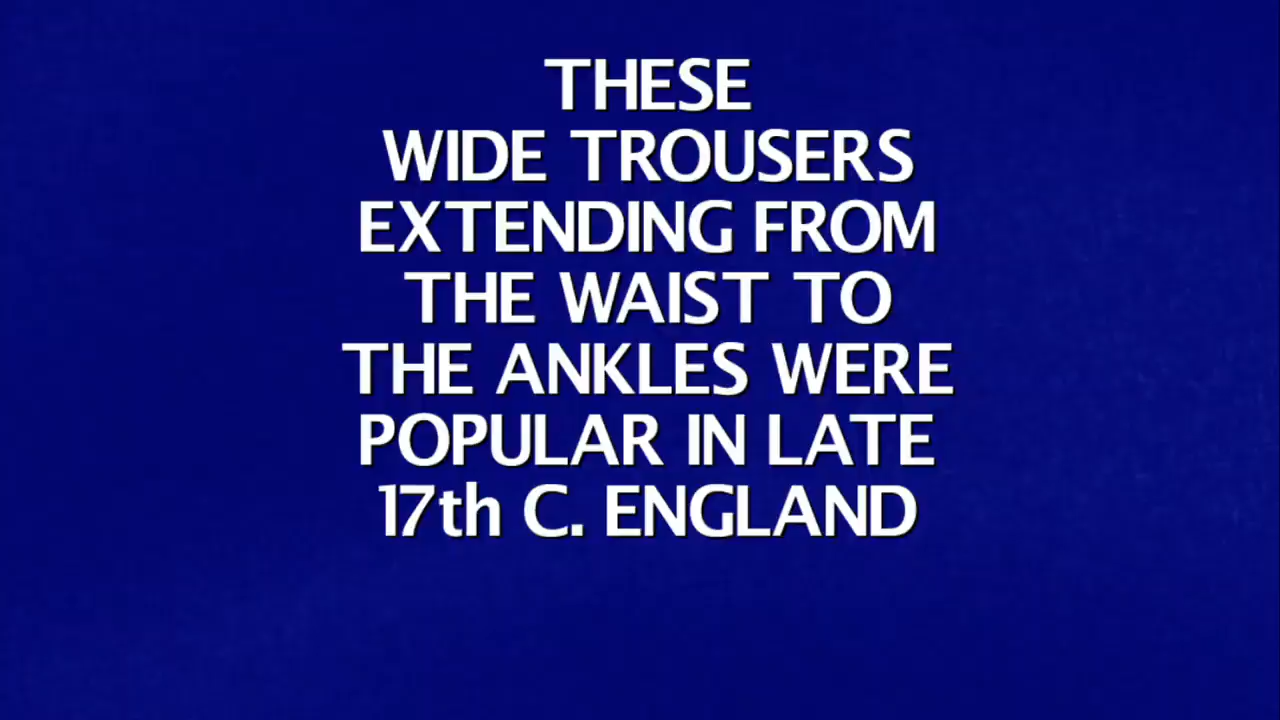 THESE
WIDE TROUSERS
EXTENDING FROM
THE WAIST TO
THE ANKLES WERE
POPULAR IN LATE
17th C. ENGLAND